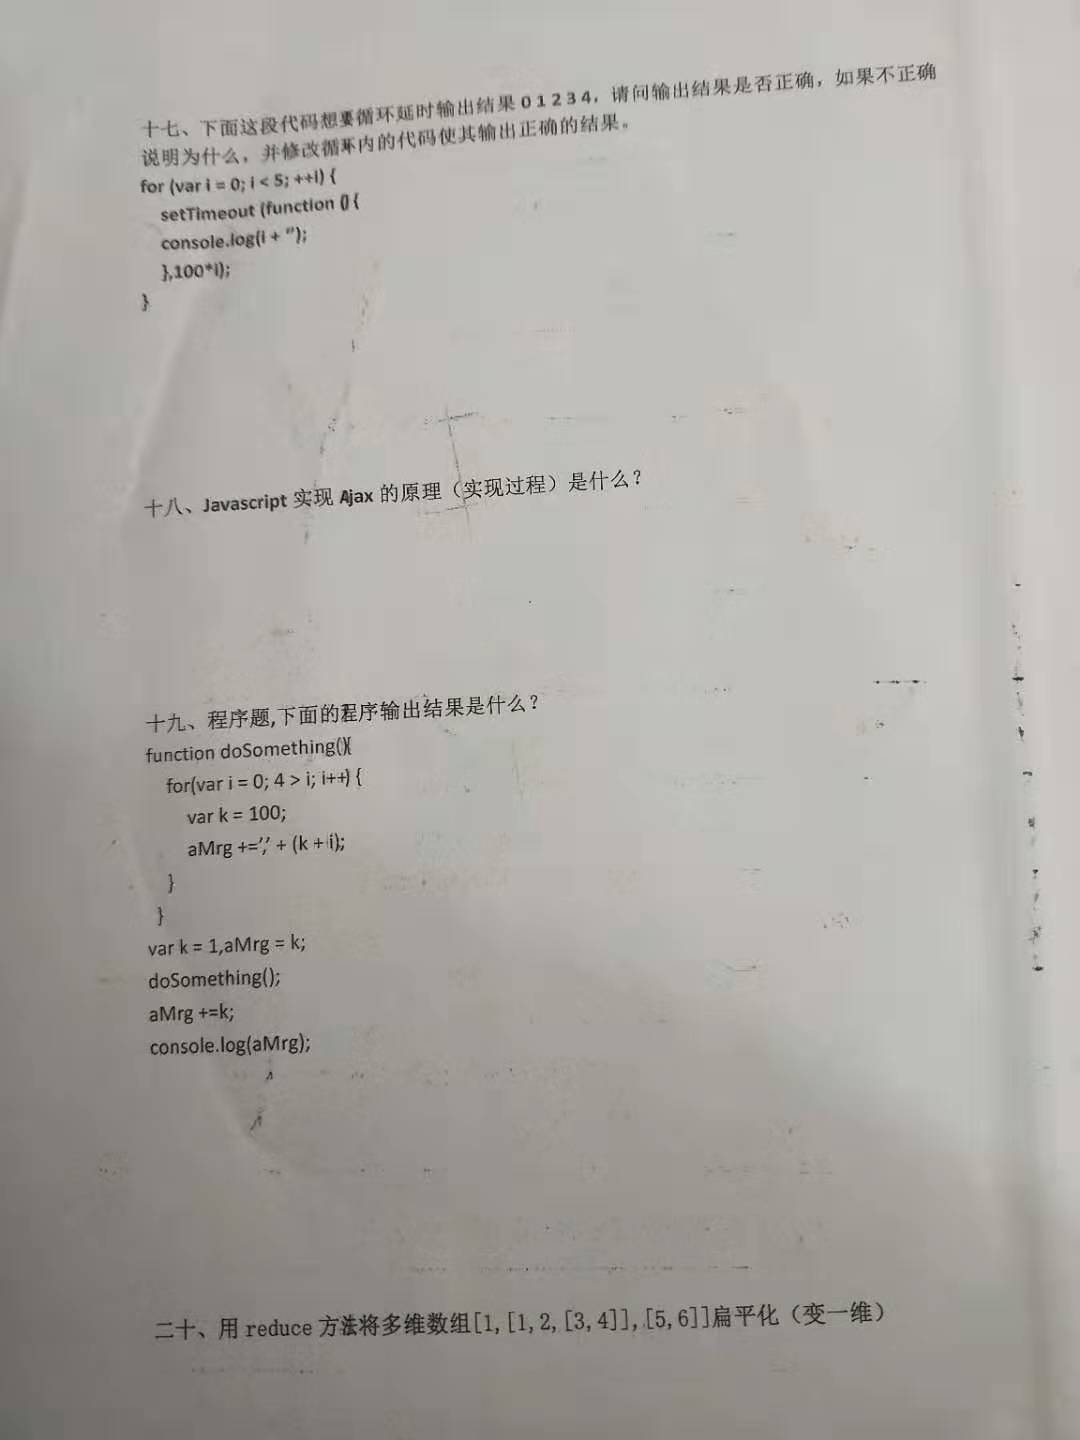 十七、下面这段代码想要循环延时输出结果 0 1 2 3 4，请问输出结果是否正确，如果不正确
说明为什么，并修改循环内的代码使其输出正确的结果。
for (var i = 0; i < 5; ++i) {
setTimeout (function () {
console.log(i + '');
},100*i);
}
十八、Javascript 实现 Ajax 的原理（实现过程）是什么？
十九、程序题,下面的程序输出结果是什么？
function doSomething(){
for(var i = 0; 4 > i; i++) {
var k = 100;
aMrg +=',' + (k + i);
}
}
var k = 1,aMrg = k;
doSomething();
aMrg +=k;
console.log(aMrg);
二十、用 reduce 方法将多维数组[1,[1,2,[3,4]],[5,6]]扁平化（变一维）